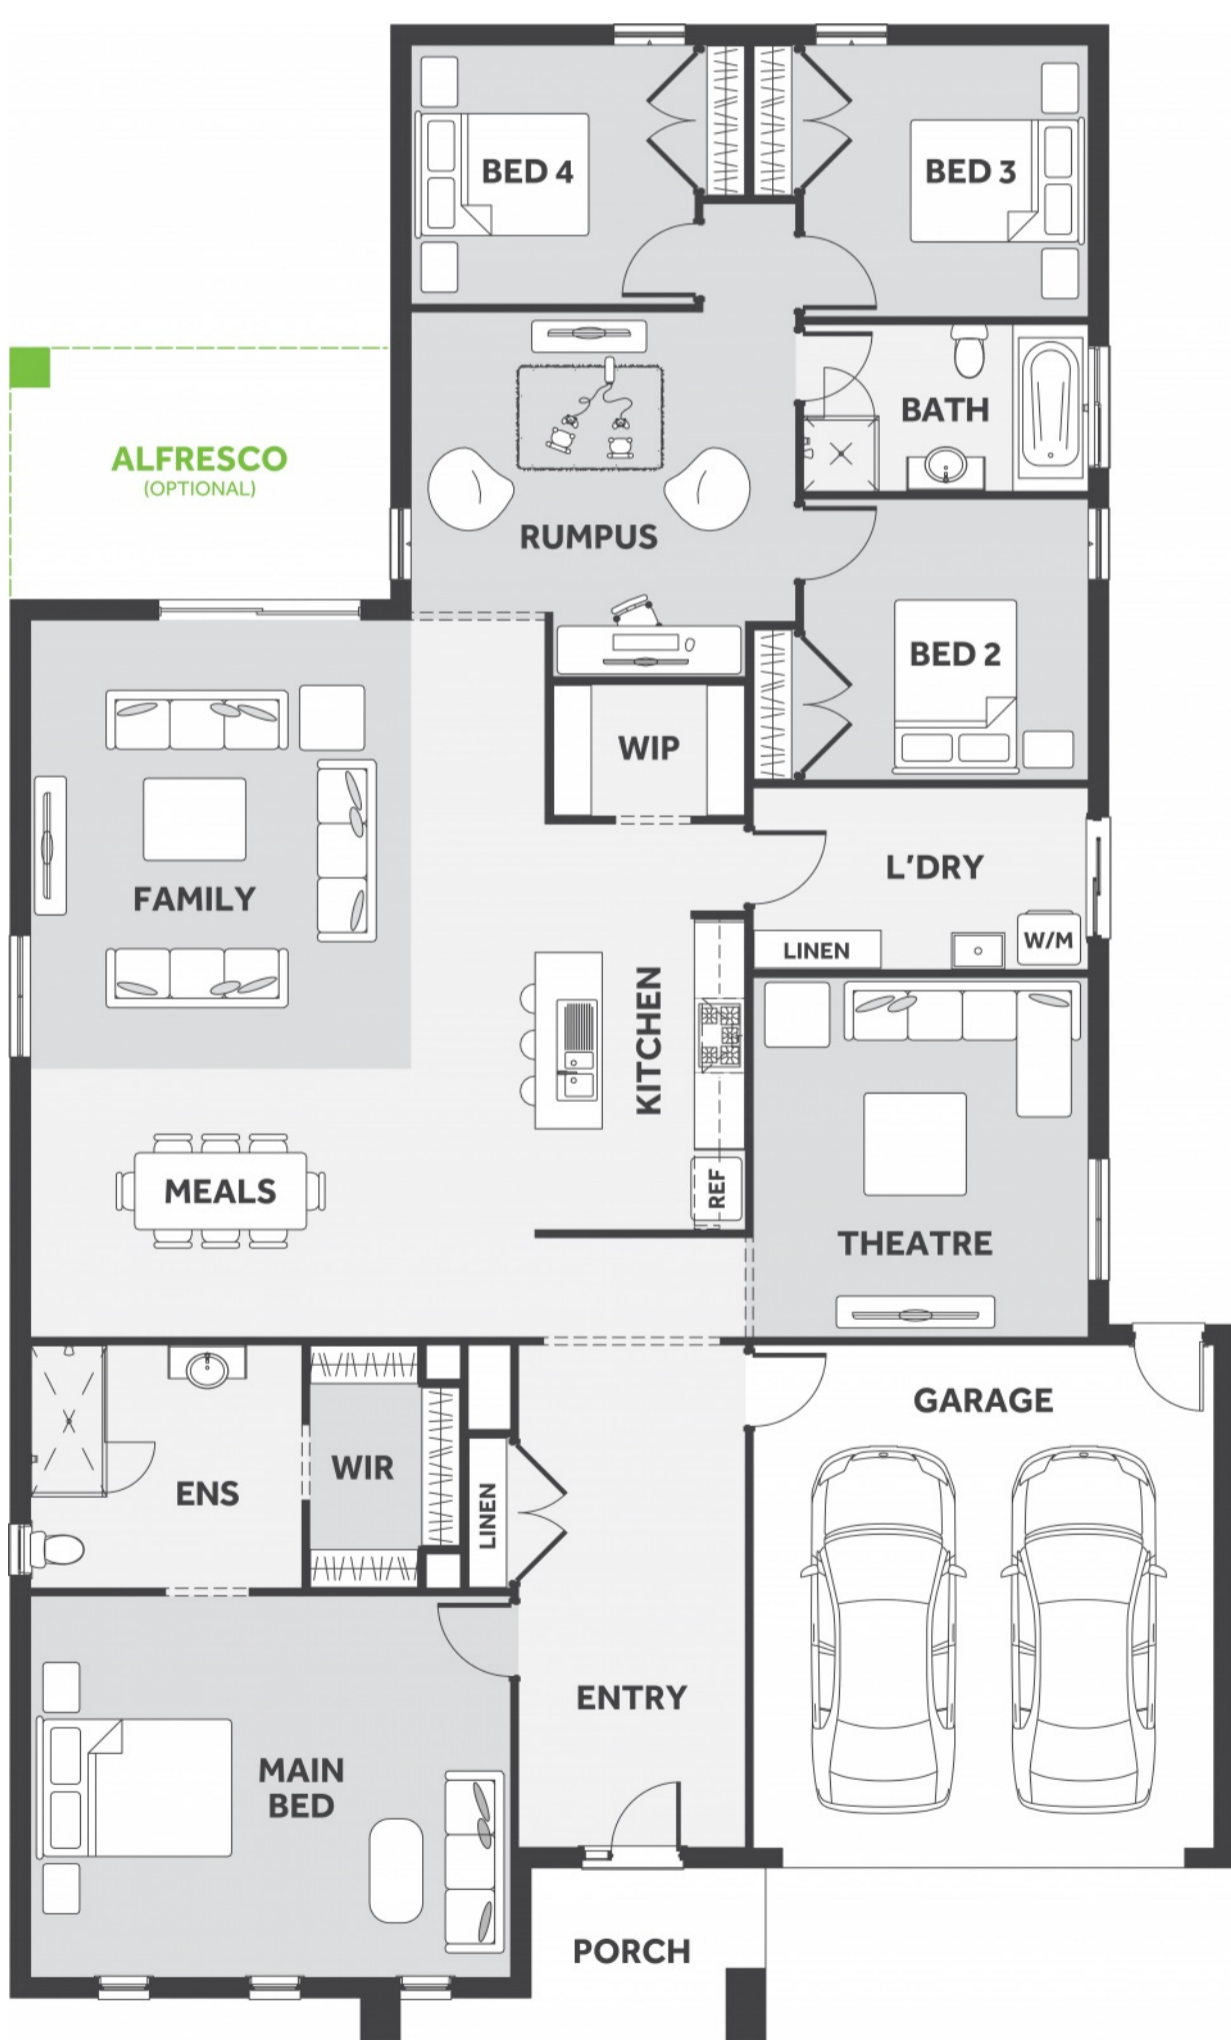 BED 4
BED 3
ALFRESCO
(OPTIONAL)
BATH
RUMPUS
BED 2
WIP
FAMILY
L'DRY
LINEN
W/M
KITCHEN
MEALS
REF
THEATRE
GARAGE
ENS
WIR
LINEN
ENTRY
MAIN
BED
PORCH